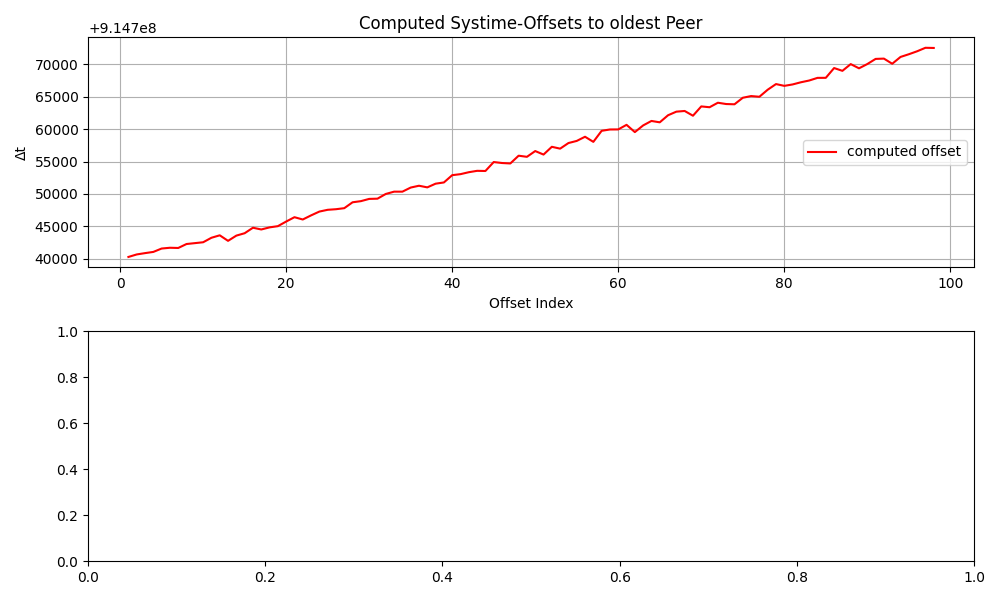 Computed Systime-Offsets to oldest Peer
+9.147e8
70000
65000
60000
55000
50000
45000
40000
Δt
computed offset
0 20 40 60 80 100
Offset Index
1.0
0.8
0.6
0.4
0.2
0.0
0.0 0.2 0.4 0.6 0.8 1.0